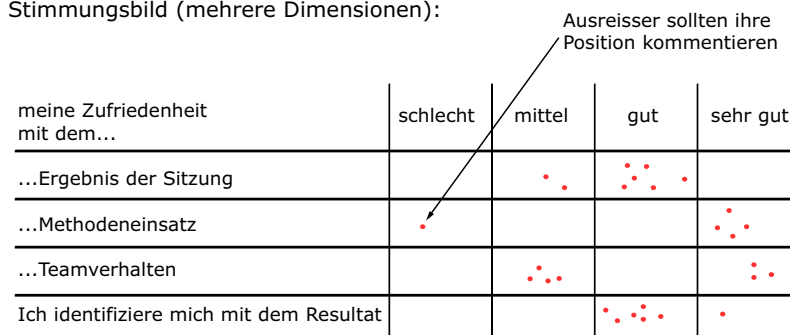 Stimmungsbild (mehrere Dimensionen):
Ausreisser sollten ihre
Position kommentieren
meine Zufriedenheit
mit dem...
schlecht
mittel
gut
sehr gut
...Ergebnis der Sitzung
...Methodeneinsatz
...Teamverhalten
Ich identifiziere mich mit dem Resultat